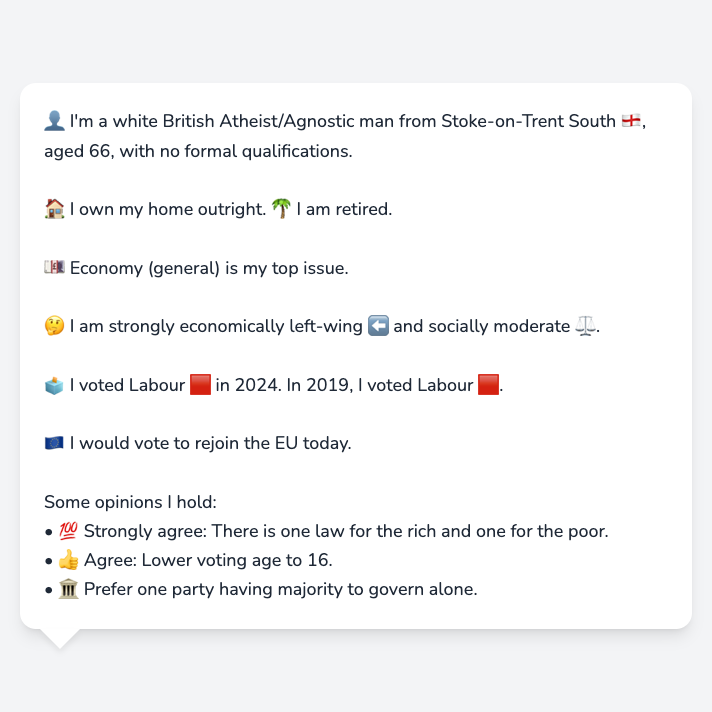 👤 I'm a white British Atheist/Agnostic man from Stoke-on-Trent South 🏴󠁧󠁢󠁥󠁮󠁧󠁿,
aged 66, with no formal qualifications.
🏠 I own my home outright. 🌴 I am retired.
💷 Economy (general) is my top issue.
🤔 I am strongly economically left-wing ⬅️ and socially moderate ⚖️.
🗳️ I voted Labour 🟥 in 2024. In 2019, I voted Labour 🟥.
🇪🇺 I would vote to rejoin the EU today.
Some opinions I hold:
• 💯 Strongly agree: There is one law for the rich and one for the poor.
• 👍 Agree: Lower voting age to 16.
• 🏛️ Prefer one party having majority to govern alone.